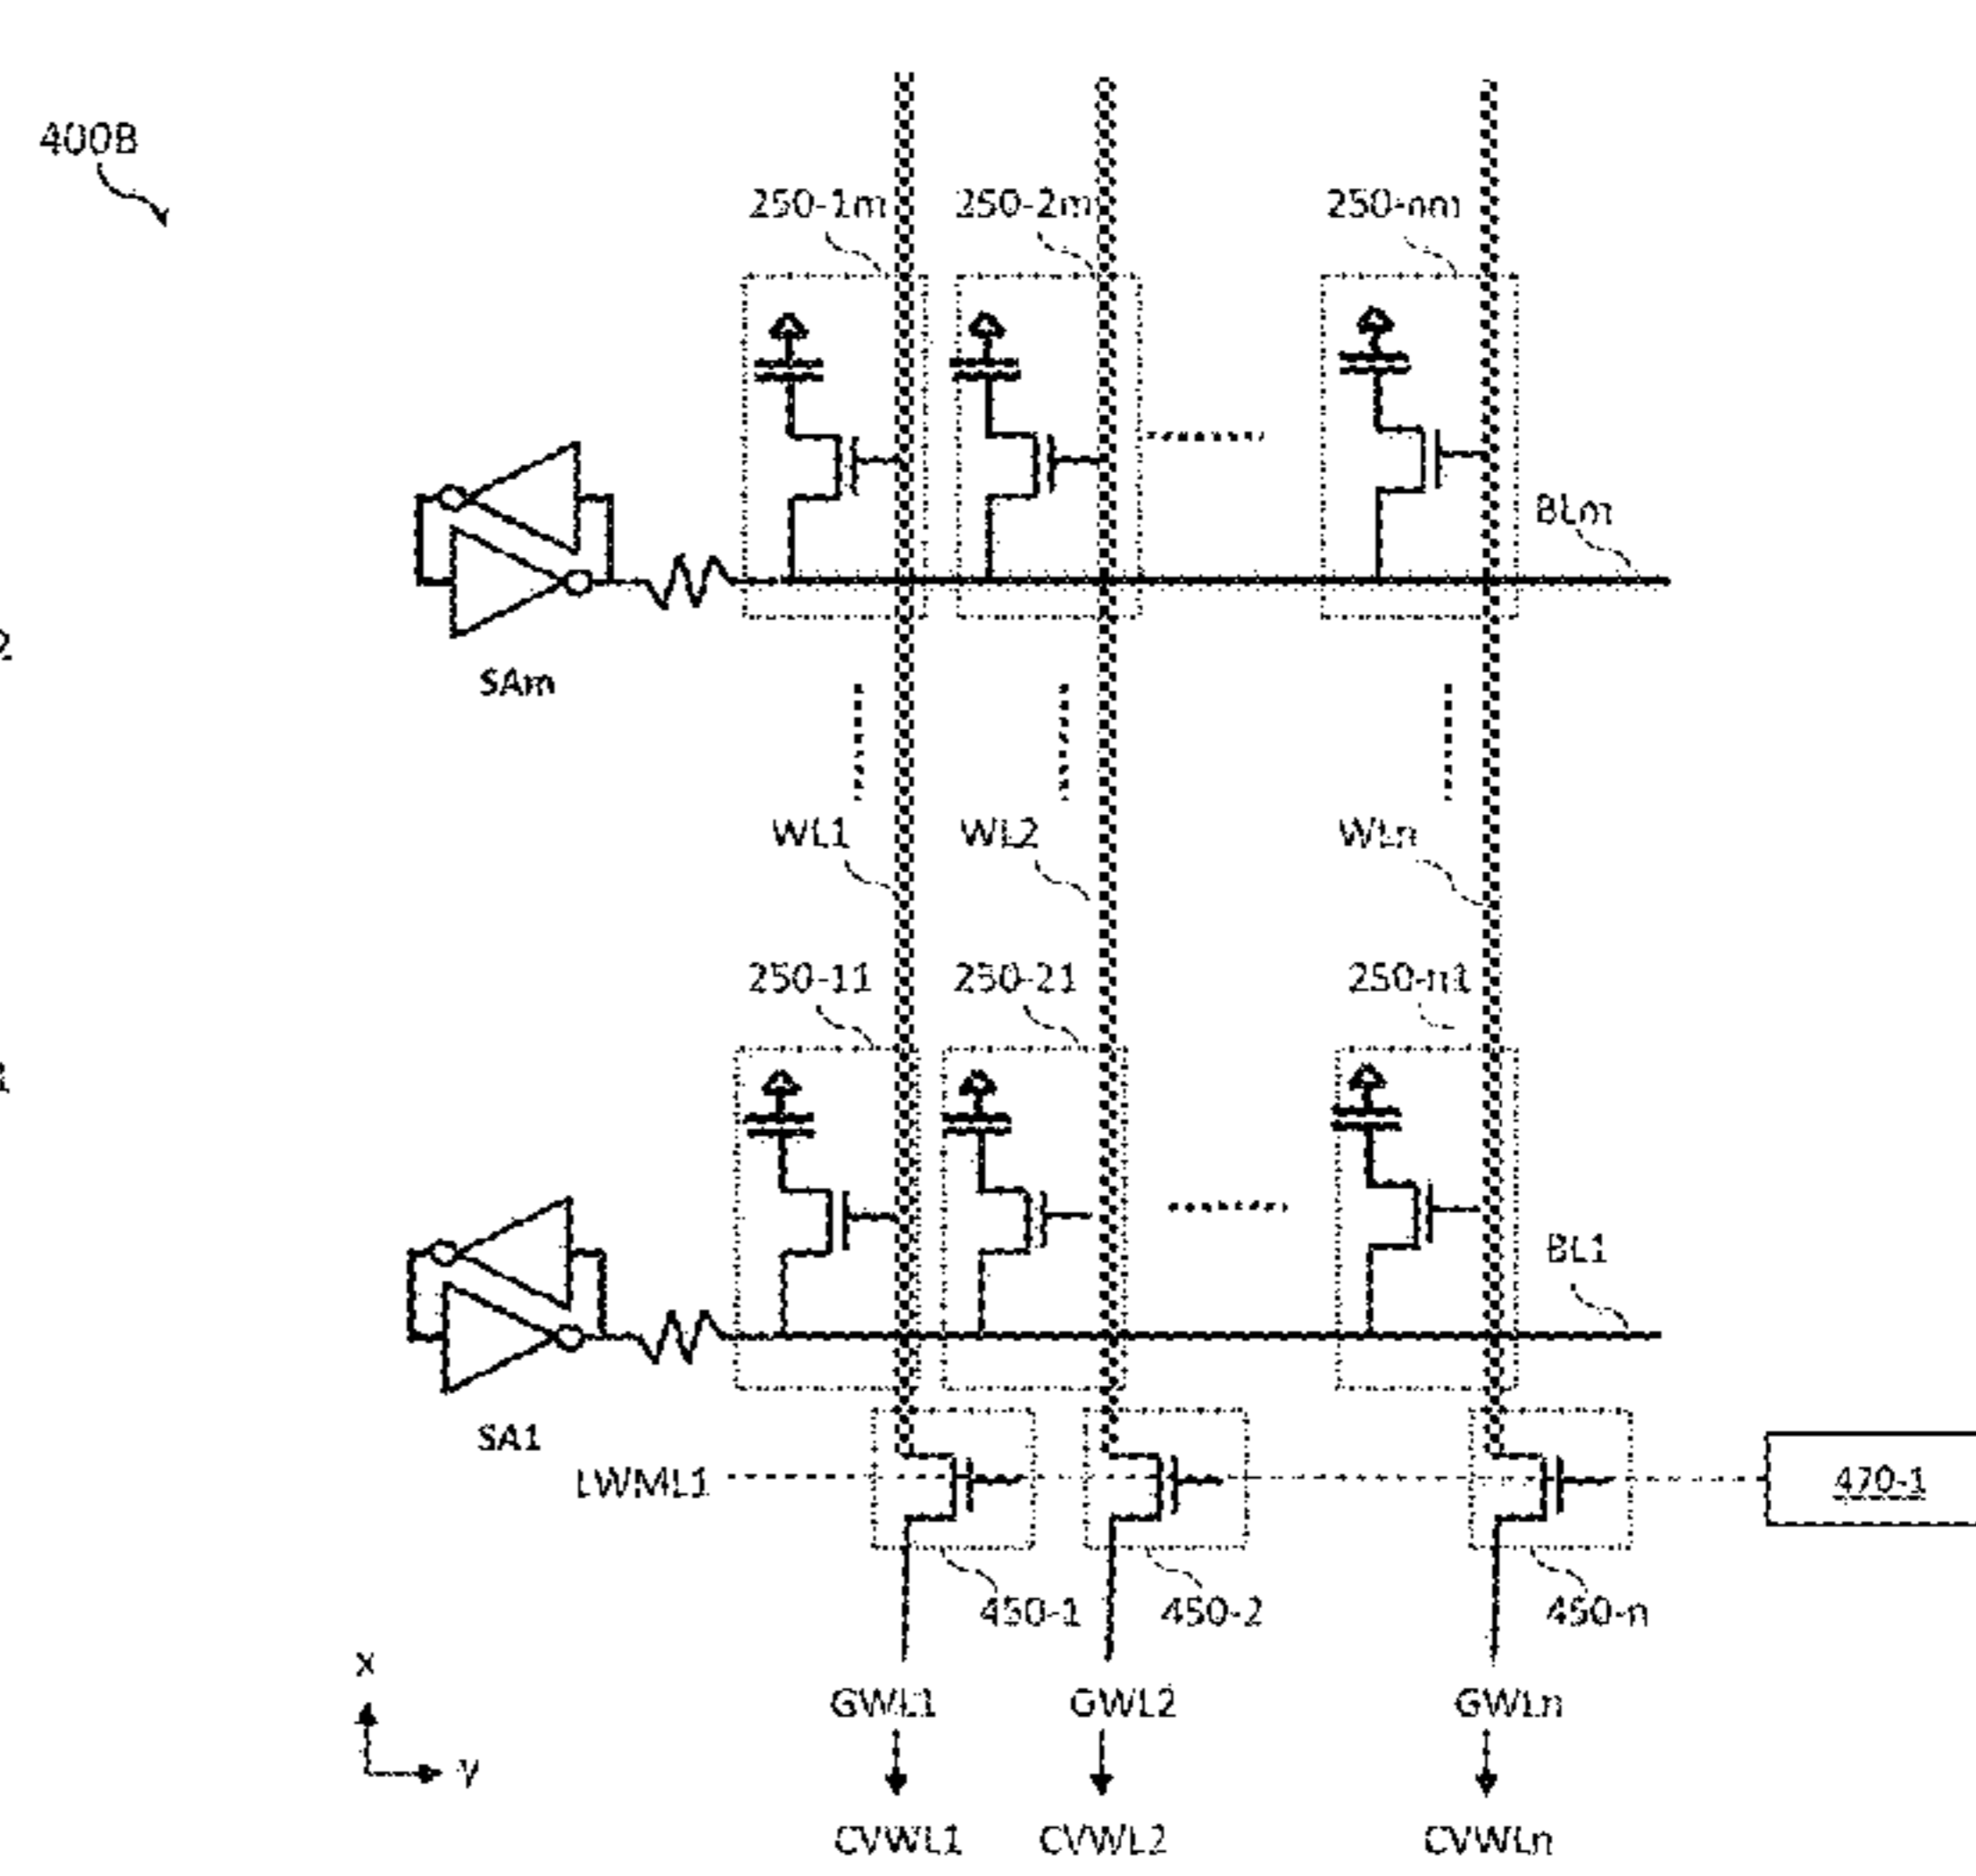 400B
250-1m 250-2m 250-nm
BLm
SAm
WL1 WL2 WLn
250-11 250-21 250-n1
BL1
SA1
LWML1
470-1
450-1 450-2 450-n
x
GWL1 GWL2 GWLn
y
CVWL1 CVWL2 CVWLn